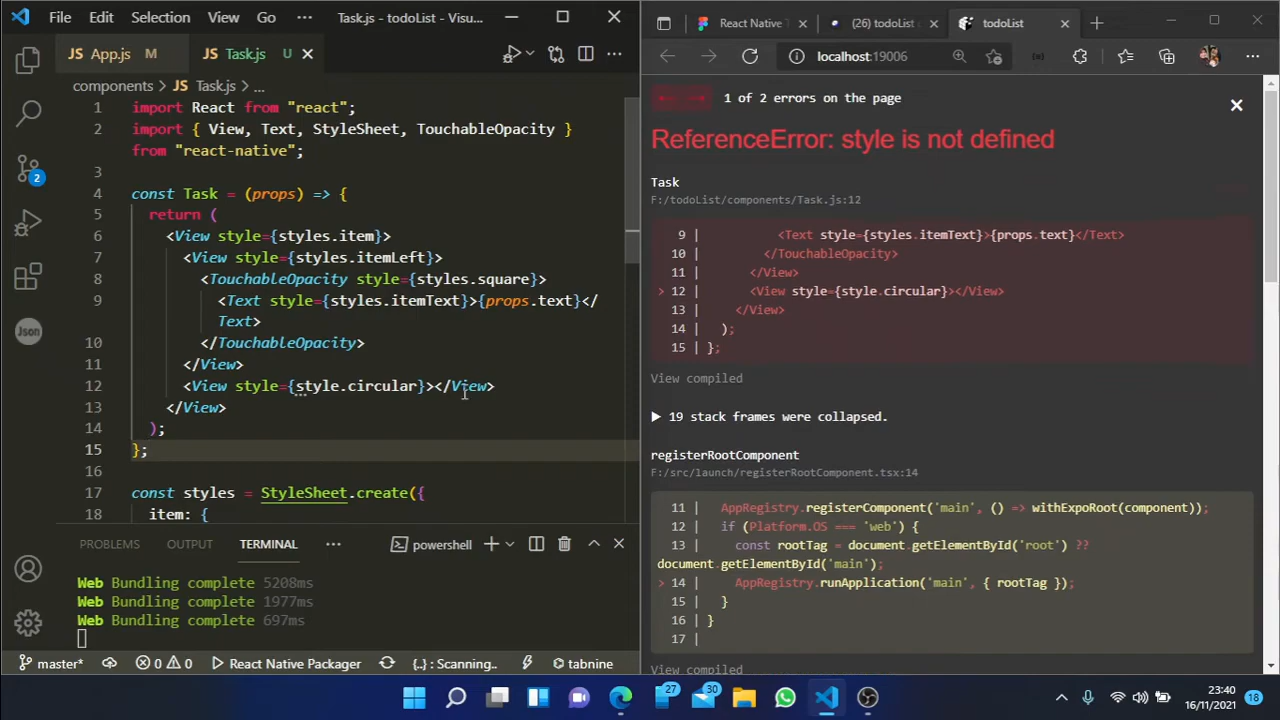 File Edit Selection View Go ··· Task.js - todoList - Visu...
JS App.js M JS Task.js U
components > JS Task.js > ...
1 import React from "react";
2 import { View, Text, StyleSheet, TouchableOpacity }
from "react-native";
3
4 const Task = (props) => {
5 return (
6 <View style={styles.item}>
7 <View style={styles.itemLeft}>
8 <TouchableOpacity style={styles.square}>
9 <Text style={styles.itemText}>{props.text}</
Text>
10 </TouchableOpacity>
11 </View>
12 <View style={style.circular}></View>
13 </View>
14 );
15 };
16
17 const styles = StyleSheet.create({
18 item: {
PROBLEMS OUTPUT TERMINAL ··· powershell
Web Bundling complete 5208ms
Web Bundling complete 1977ms
Web Bundling complete 697ms
master* 0 0 React Native Packager {..} : Scanning.. tabnine
Json
2
React Native T (26) todoList c todoList
localhost:19006
1 of 2 errors on the page
ReferenceError: style is not defined
Task
F:/todoList/components/Task.js:12
9 | <Text style={styles.itemText}>{props.text}</Text>
10 | </TouchableOpacity>
11 | </View>
> 12 | <View style={style.circular}></View>
13 | </View>
14 | );
15 | };
View compiled
▶ 19 stack frames were collapsed.
registerRootComponent
F:/src/launch/registerRootComponent.tsx:14
11 | AppRegistry.registerComponent('main', () => withExpoRoot(component));
12 | if (Platform.OS === 'web') {
13 | const rootTag = document.getElementById('root') ??
document.getElementById('main');
> 14 | AppRegistry.runApplication('main', { rootTag });
15 | }
16 | }
17 |
View compiled
27 30 23:40
16/11/2021 18